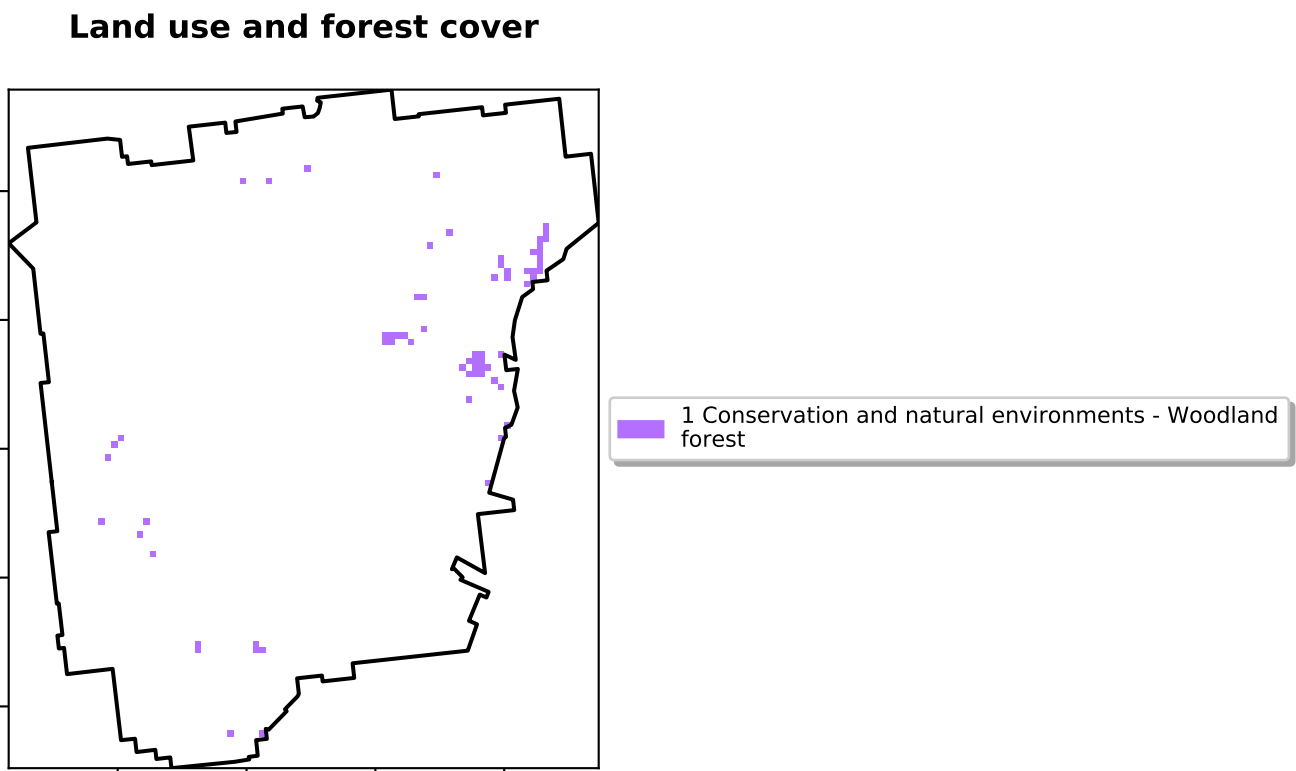 Land use and forest cover
1 Conservation and natural environments - Woodland
forest